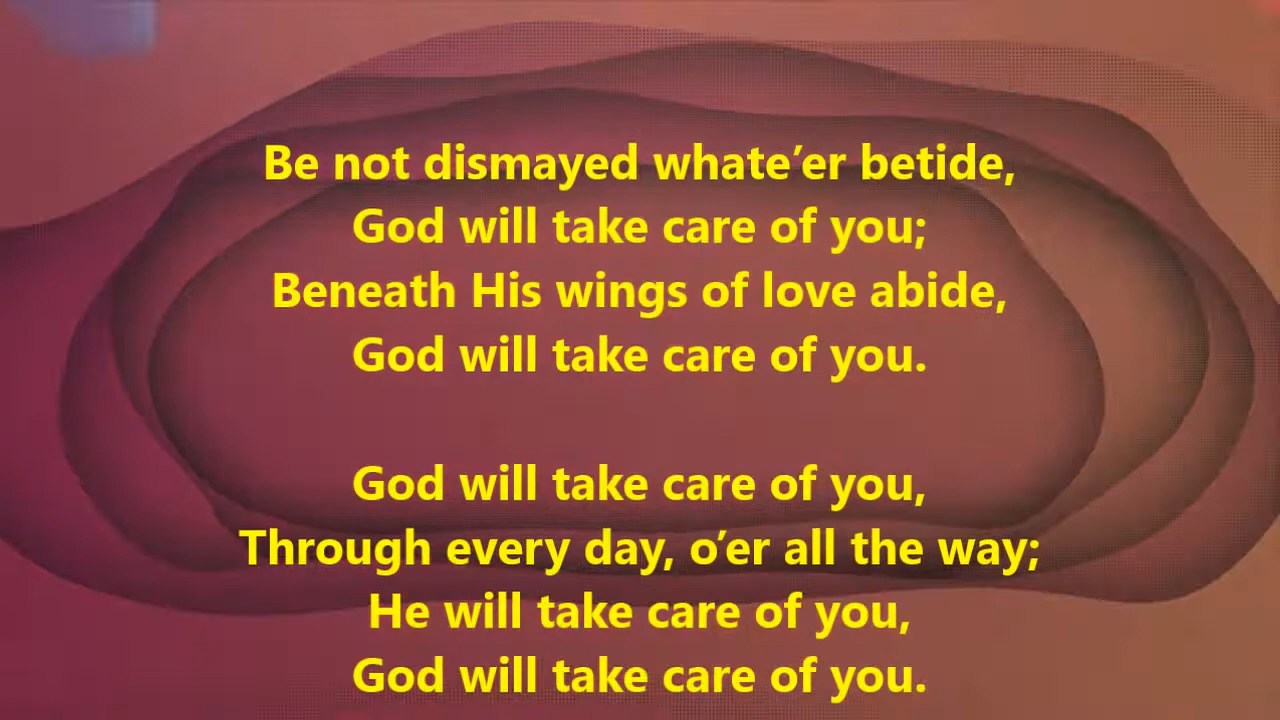 Be not dismayed whate’er betide,
God will take care of you;
Beneath His wings of love abide,
God will take care of you.
God will take care of you,
Through every day, o’er all the way;
He will take care of you,
God will take care of you.